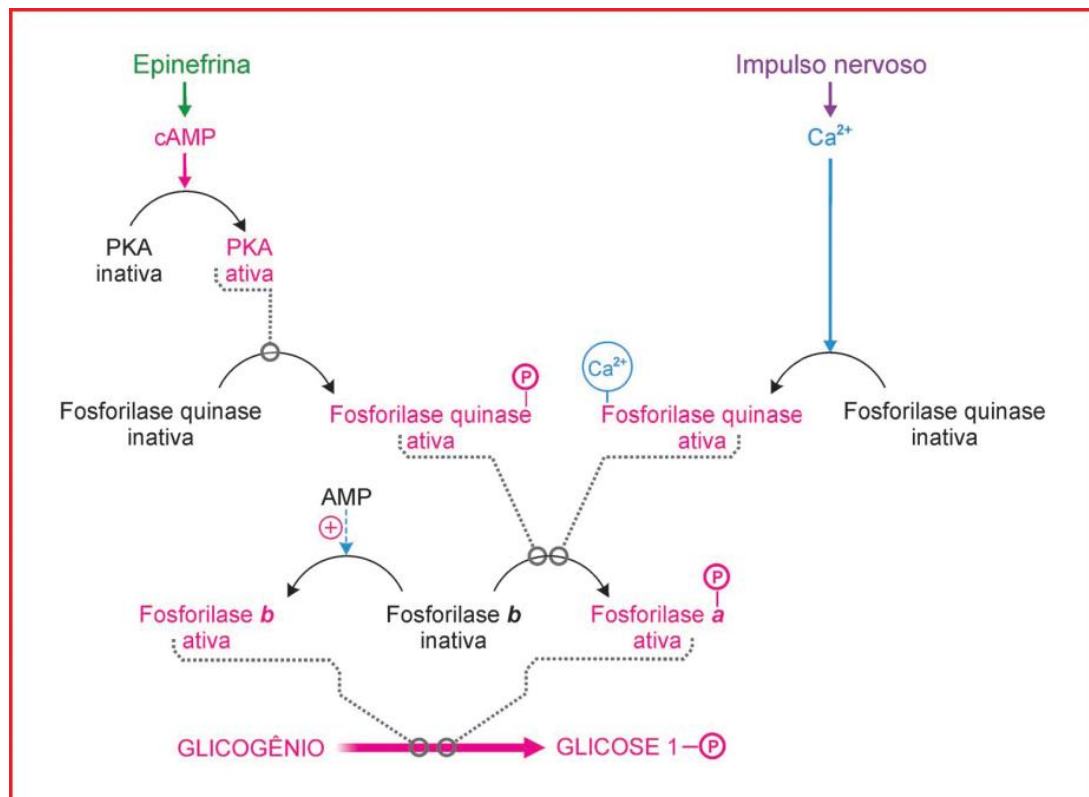 Epinefrina
Impulso nervoso
cAMP
Ca²⁺
PKA
inativa
PKA
ativa
P
Ca²⁺
Fosforilase quinase
inativa
Fosforilase quinase
ativa
Fosforilase quinase
ativa
Fosforilase quinase
inativa
AMP
+
P
Fosforilase b
ativa
Fosforilase b
inativa
Fosforilase a
ativa
GLICOGÊNIO
GLICOSE 1–P